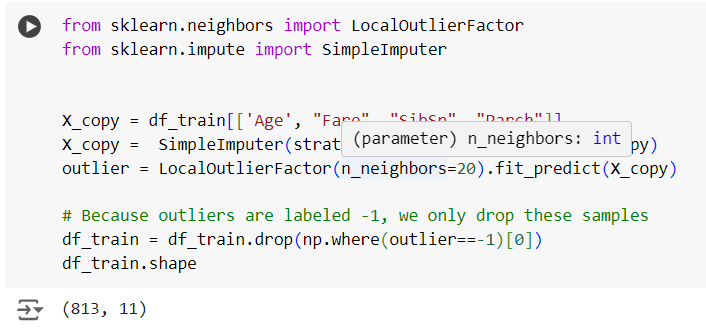 from sklearn.neighbors import LocalOutlierFactor
from sklearn.impute import SimpleImputer
X_copy = df_train[['Age', "Fare", "SibSp", "Parch"]]
(parameter) n_neighbors: int
X_copy =  SimpleImputer(strat py)
outlier = LocalOutlierFactor(n_neighbors=20).fit_predict(X_copy)
# Because outliers are labeled -1, we only drop these samples
df_train = df_train.drop(np.where(outlier==-1)[0])
df_train.shape
(813, 11)